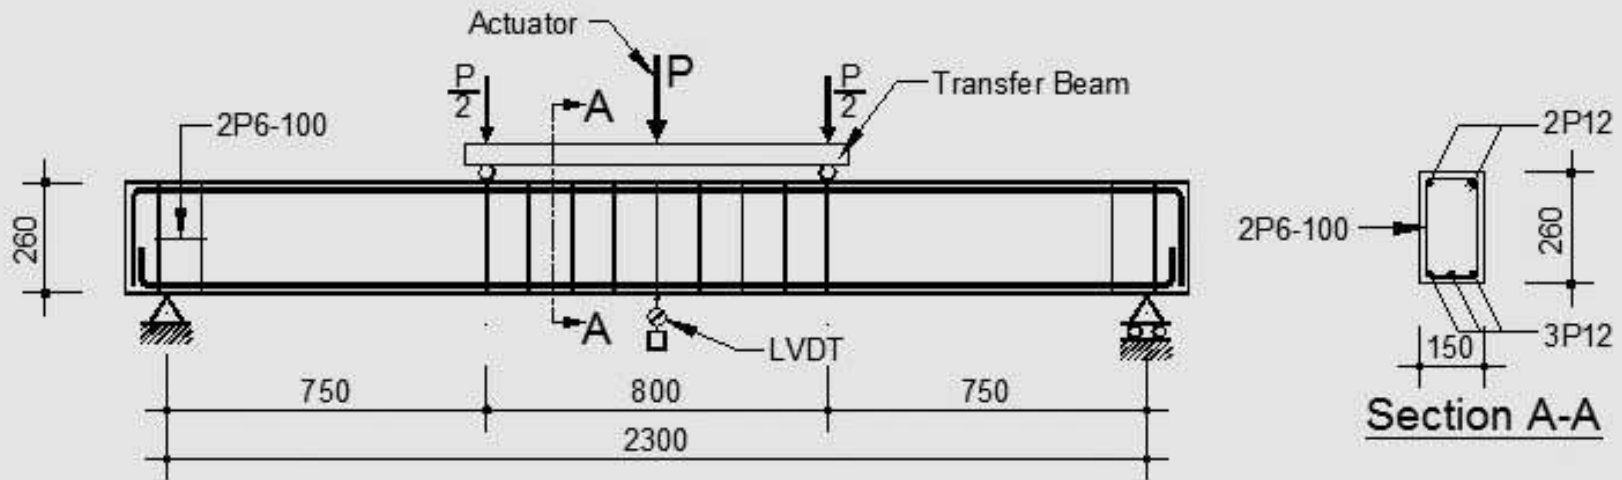 Actuator
P
P
2
P
2
Transfer Beam
A
2P6-100
2P12
260
2P6-100
260
A
LVDT
3P12
150
750
800
750
Section A-A
2300